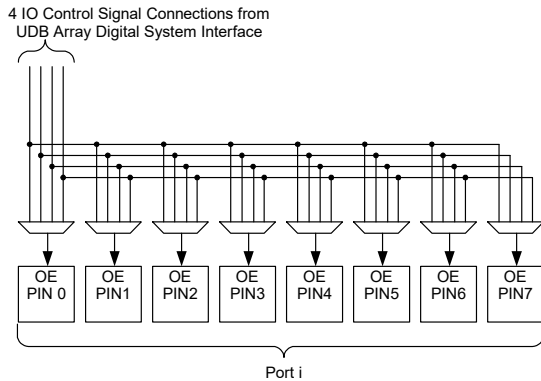 4 IO Control Signal Connections from
UDB Array Digital System Interface
OE OE OE OE OE OE OE OE
PIN 0 PIN1 PIN2 PIN3 PIN4 PIN5 PIN6 PIN7
Port i